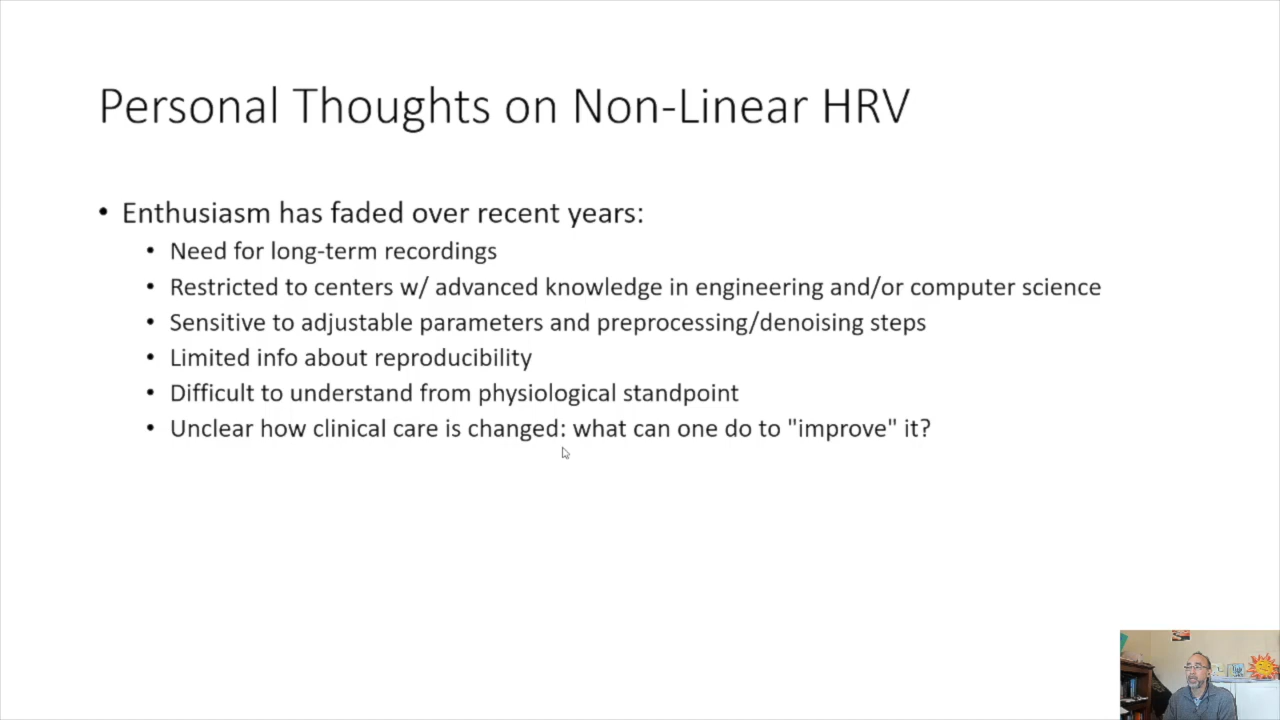 Personal Thoughts on Non-Linear HRV
• Enthusiasm has faded over recent years:
• Need for long-term recordings
• Restricted to centers w/ advanced knowledge in engineering and/or computer science
• Sensitive to adjustable parameters and preprocessing/denoising steps
• Limited info about reproducibility
• Difficult to understand from physiological standpoint
• Unclear how clinical care is changed: what can one do to "improve" it?